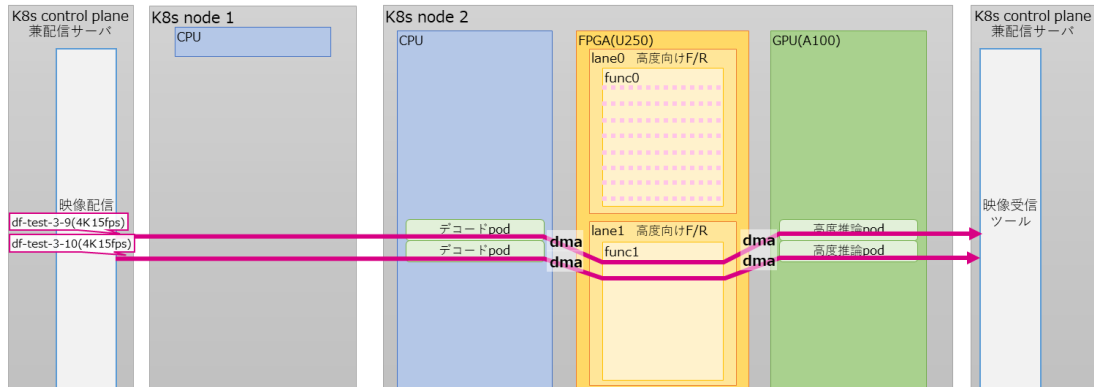 K8s control plane
兼配信サーバ
映像配信
df-test-3-9(4K15fps)
df-test-3-10(4K15fps)
K8s node 1
CPU
K8s node 2
CPU
デコードpod
デコードpod
dma
dma
FPGA(U250)
lane0 高度向けF/R
func0
lane1 高度向けF/R
func1
dma
dma
GPU(A100)
高度推論pod
高度推論pod
K8s control plane
兼配信サーバ
映像受信
ツール